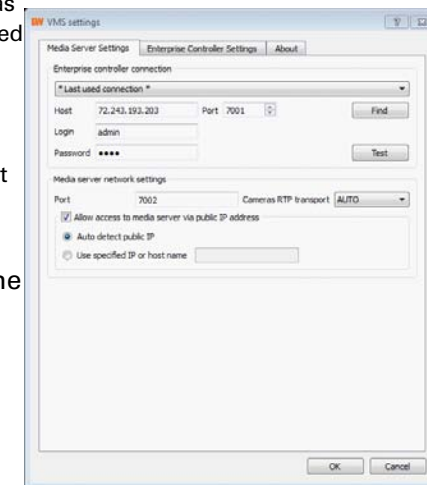 ns
ed
t
ne
DW VMS settings
Media Server Settings Enterprise Controller Settings About
Enterprise controller connection
* Last used connection *
Host 72.243.193.203 Port 7001 Find
Login admin
Password •••• Test
Media server network settings
Port 7002 Cameras RTP transport AUTO
Allow access to media server via public IP address
Auto detect public IP
Use specified IP or host name
OK Cancel